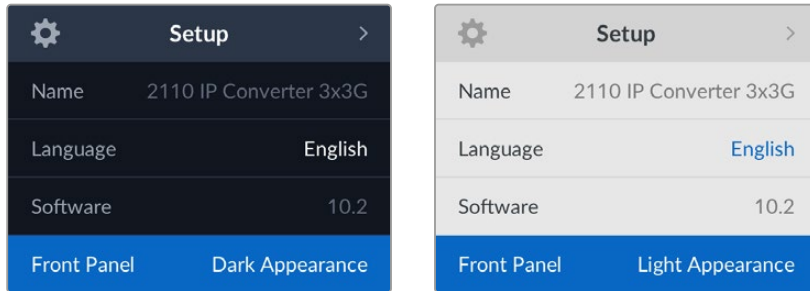 Setup
Name 2110 IP Converter 3x3G
Language English
Software 10.2
Front Panel Dark Appearance
Setup
Name 2110 IP Converter 3x3G
Language English
Software 10.2
Front Panel Light Appearance